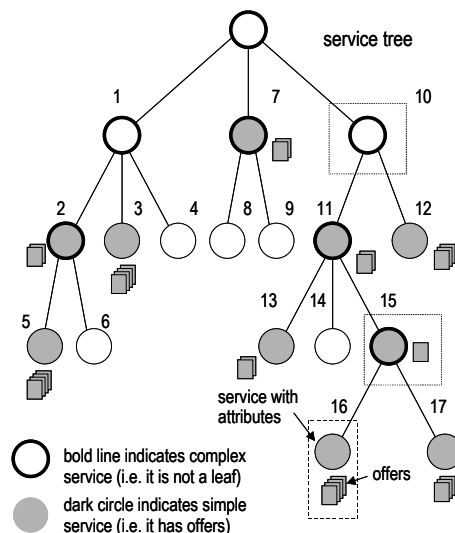 service tree
1
7
10
2
3
4
8
9
11
12
5
6
13
14
15
service with
attributes
16
17
offers
bold line indicates complex
service (i.e. it is not a leaf)
dark circle indicates simple
service (i.e. it has offers)